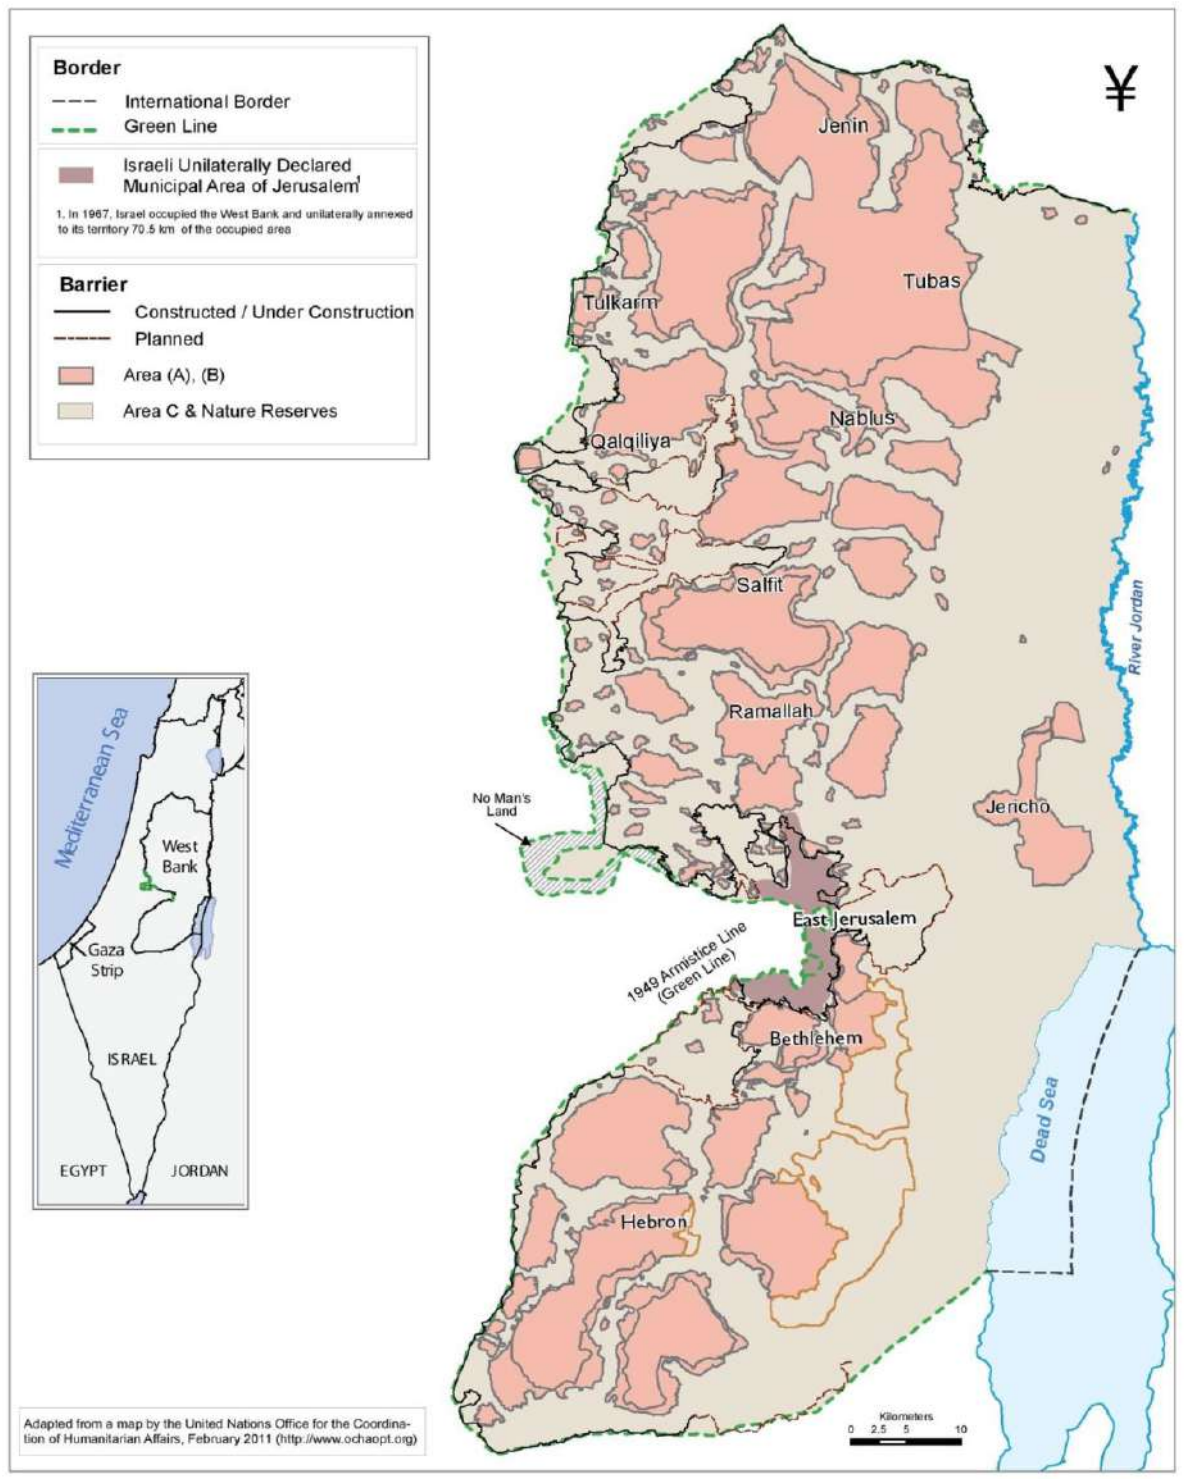 Border
International Border
Green Line
Israeli Unilaterally Declared
Municipal Area of Jerusalem1
1. In 1967, Israel occupied the West Bank and unilaterally annexed
to its territory 70.5 km of the occupied area
Barrier
Constructed / Under Construction
Planned
Area (A), (B)
Area C & Nature Reserves
¥
Jenin
Tubas
Tulkarm
Nablus
Qalqiliya
Salfit
River Jordan
Ramallah
Jericho
No Man's
Land
East Jerusalem
1949 Armistice Line
(Green Line)
Bethlehem
Dead Sea
Hebron
Mediterranean Sea
West
Bank
Gaza
Strip
ISRAEL
EGYPT
JORDAN
Kilometers
0 2.5 5 10
Adapted from a map by the United Nations Office for the Coordina-
tion of Humanitarian Affairs, February 2011 (http://www.ochaopt.org)